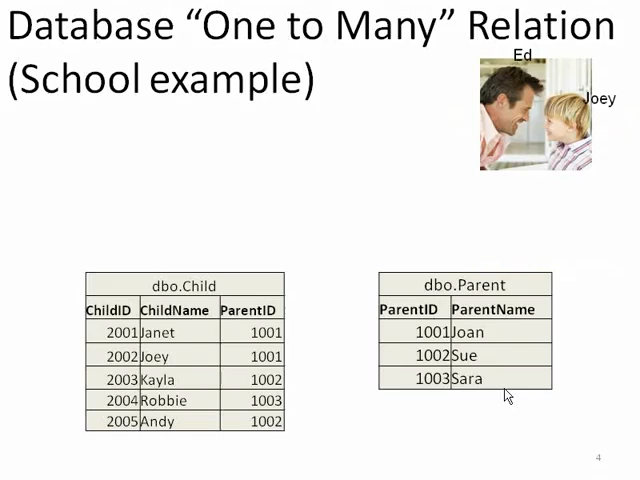 Database “One to Many” Relation
(School example)
Ed
Joey
dbo.Child
ChildID ChildName ParentID
2001 Janet 1001
2002 Joey 1001
2003 Kayla 1002
2004 Robbie 1003
2005 Andy 1002
dbo.Parent
ParentID ParentName
1001 Joan
1002 Sue
1003 Sara
4